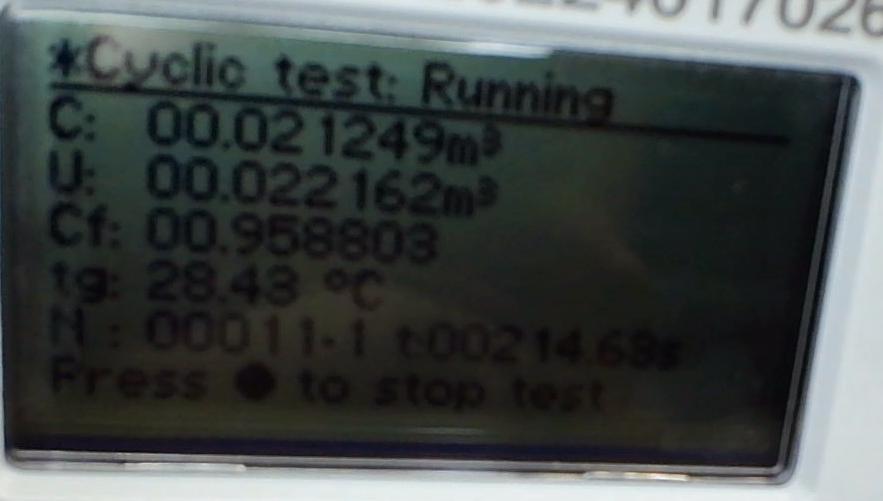 *Cyclic test: Running
C: 00.021249m³
U: 00.022162m³
Cf: 00.958803
tg: 28.43 °C
N : 00011-1 t:00214.68s
Press ● to stop test